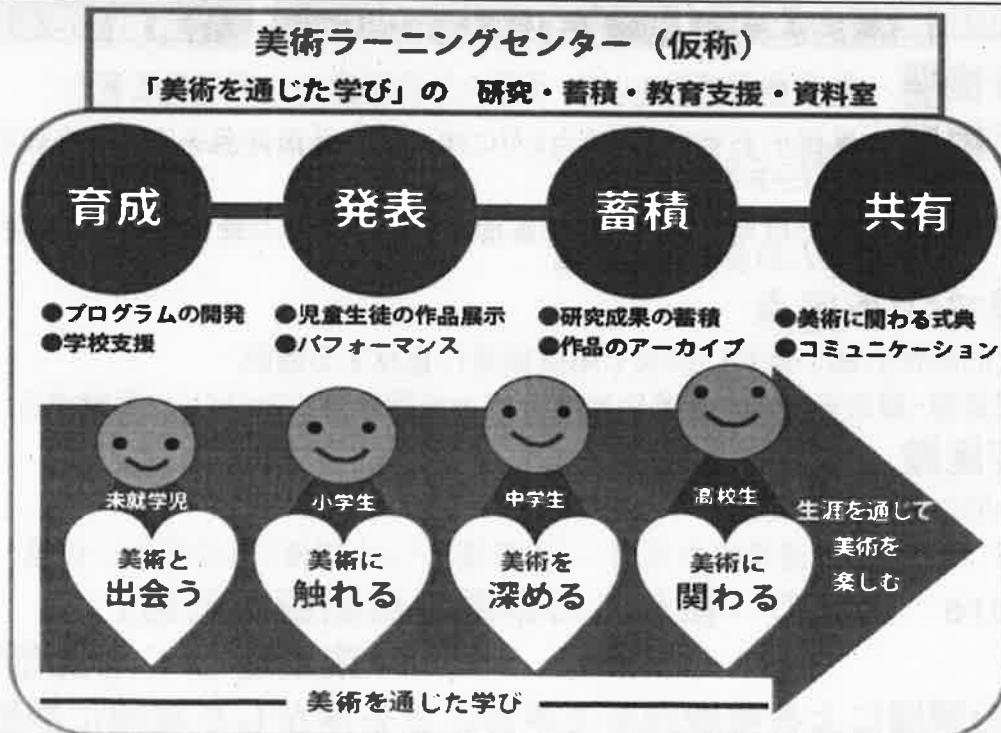 美術ラーニングセンター（仮称）
「美術を通じた学び」の　研究・蓄積・教育支援・資料室
育成
発表
蓄積
共有
●プログラムの開発
●学校支援
●児童生徒の作品展示
●パフォーマンス
●研究成果の蓄積
●作品のアーカイブ
●美術に関わる式典
●コミュニケーション
未就学児
美術と
出会う
小学生
美術に
触れる
中学生
美術を
深める
高校生
美術に
関わる
生涯を通じて
美術を
楽しむ
美術を通じた学び